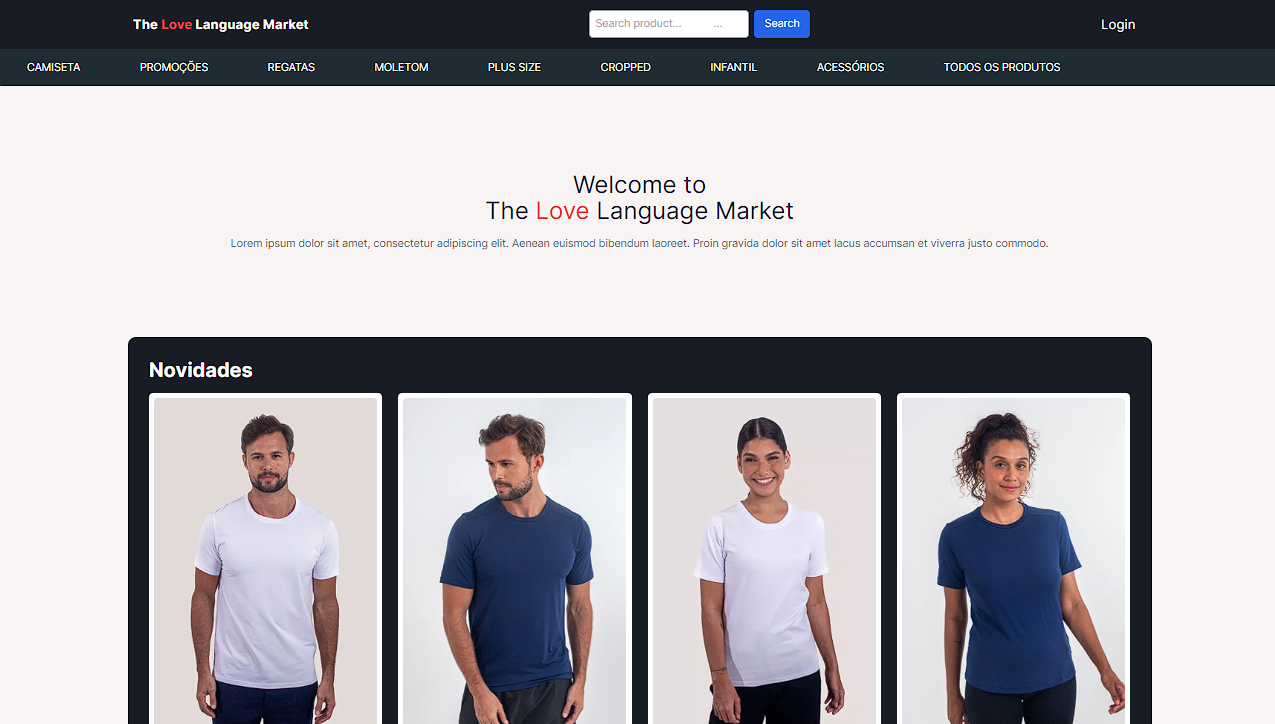 The Love Language Market
Search product... ...
Search
Login
CAMISETA
PROMOÇÕES
REGATAS
MOLETOM
PLUS SIZE
CROPPED
INFANTIL
ACESSÓRIOS
TODOS OS PRODUTOS
Welcome to
The Love Language Market
Lorem ipsum dolor sit amet, consectetur adipiscing elit. Aenean euismod bibendum laoreet. Proin gravida dolor sit amet lacus accumsan et viverra justo commodo.
Novidades